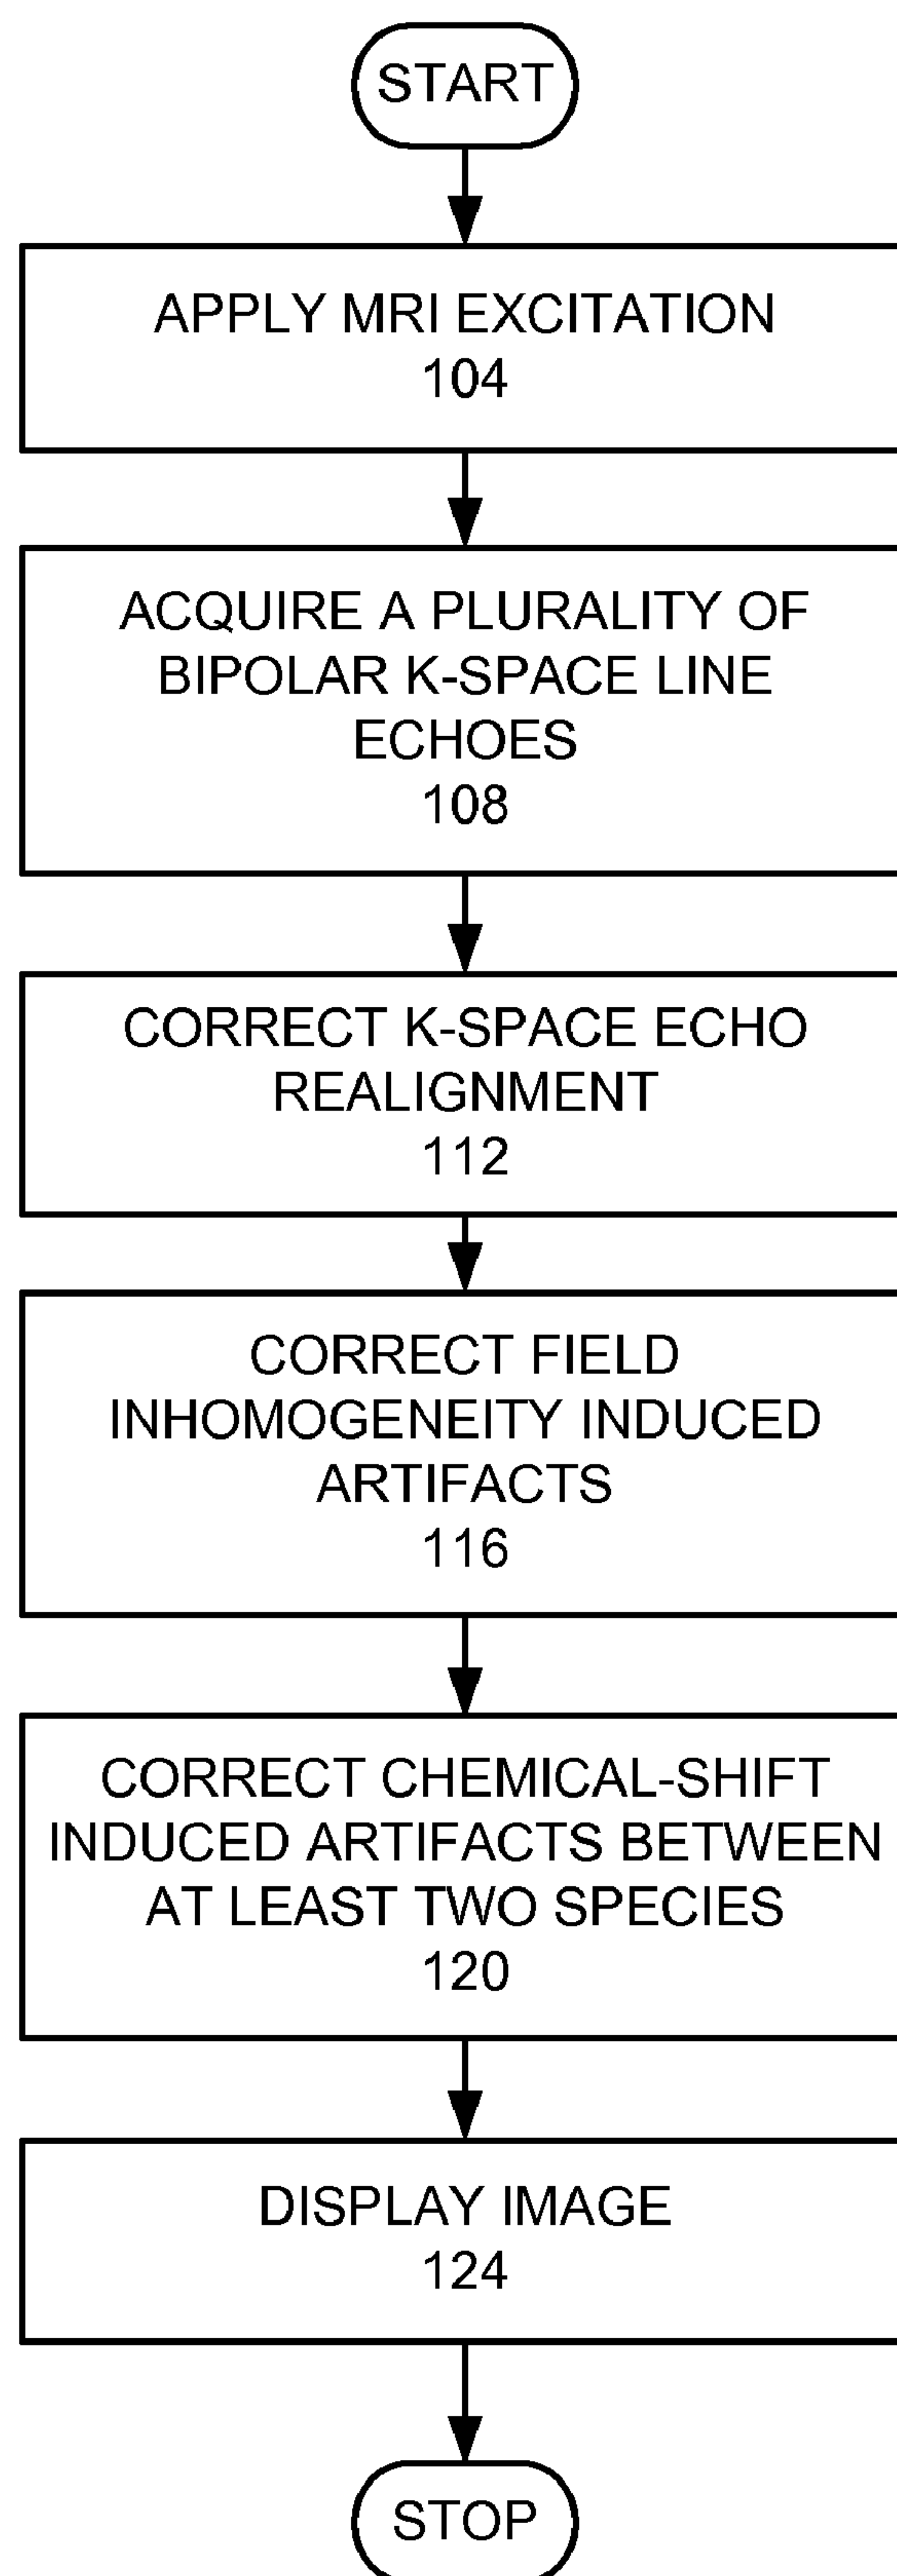 START
APPLY MRI EXCITATION
104
ACQUIRE A PLURALITY OF
BIPOLAR K-SPACE LINE
ECHOES
108
CORRECT K-SPACE ECHO
REALIGNMENT
112
CORRECT FIELD
INHOMOGENEITY INDUCED
ARTIFACTS
116
CORRECT CHEMICAL-SHIFT
INDUCED ARTIFACTS BETWEEN
AT LEAST TWO SPECIES
120
DISPLAY IMAGE
124
STOP